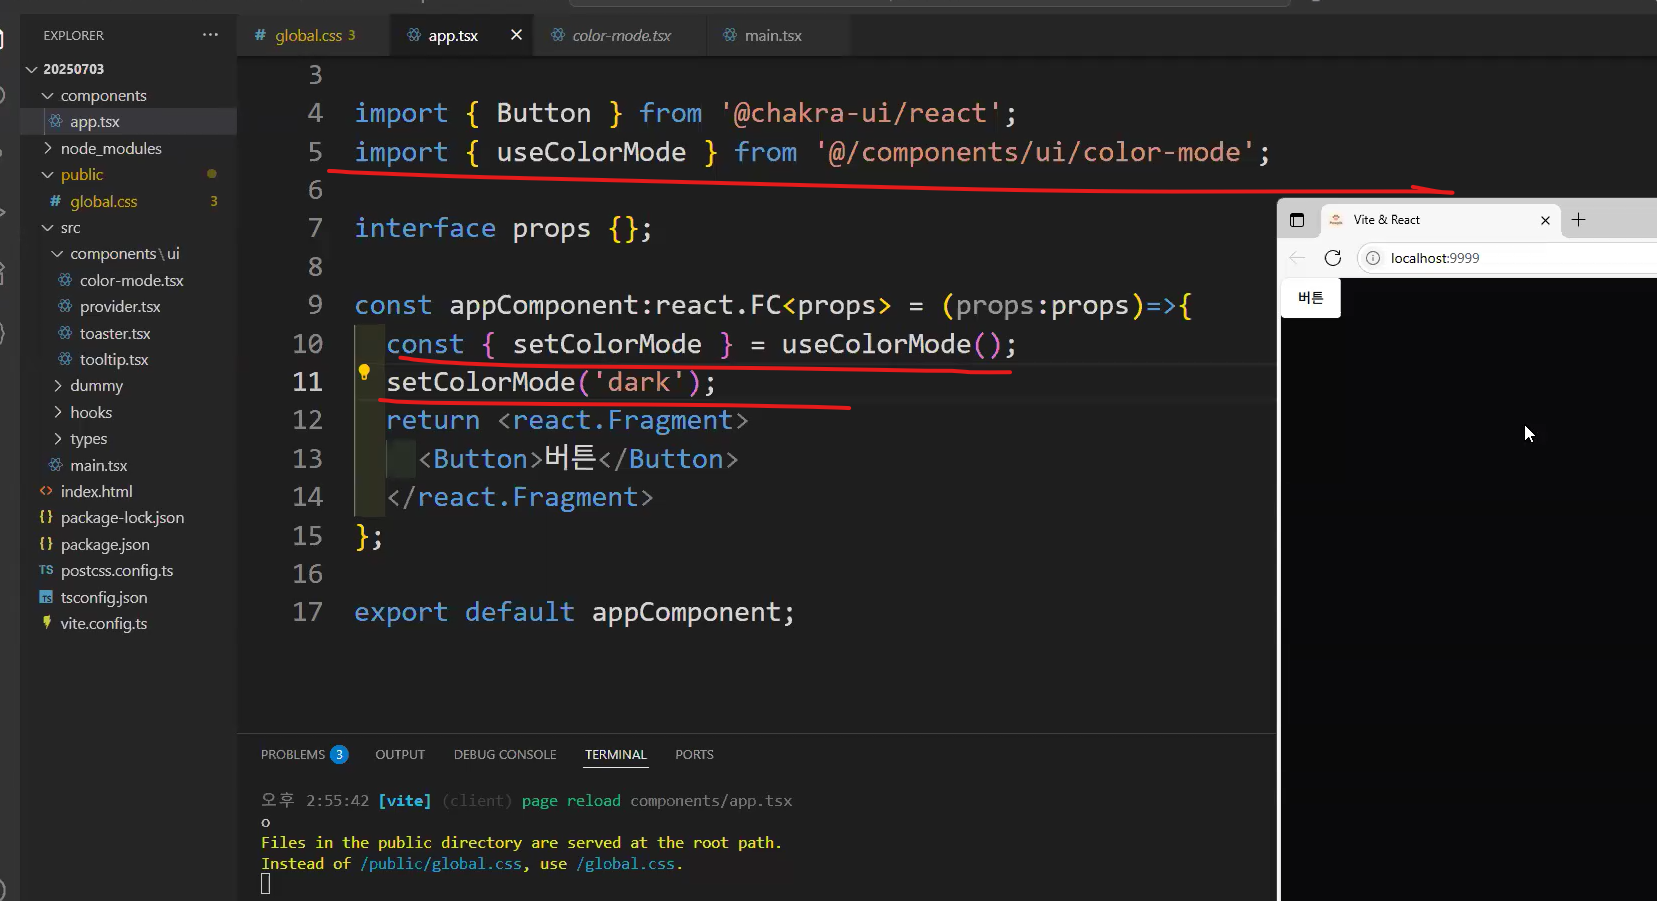 EXPLORER
20250703
components
app.tsx
node_modules
public
global.css 3
src
components\ui
color-mode.tsx
provider.tsx
toaster.tsx
tooltip.tsx
dummy
hooks
types
main.tsx
index.html
package-lock.json
package.json
TS postcss.config.ts
tsconfig.json
vite.config.ts
global.css 3
app.tsx
color-mode.tsx
main.tsx
3
4 import { Button } from '@chakra-ui/react';
5 import { useColorMode } from '@/components/ui/color-mode';
6
7 interface props {};
8
9 const appComponent:react.FC<props> = (props:props)=>{
10 const { setColorMode } = useColorMode();
11 setColorMode('dark');
12 return <react.Fragment>
13 <Button>버튼</Button>
14 </react.Fragment>
15 };
16
17 export default appComponent;
PROBLEMS 3 OUTPUT DEBUG CONSOLE TERMINAL PORTS
오후 2:55:42 [vite] (client) page reload components/app.tsx
o
Files in the public directory are served at the root path.
Instead of /public/global.css, use /global.css.
Vite & React
localhost:9999
버튼